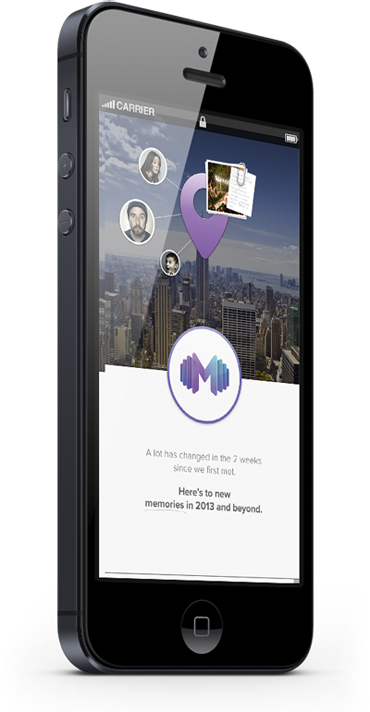 CARRIER
M
A lot has changed in the 2 weeks
since we first met.
Here's to new
memories in 2013 and beyond.